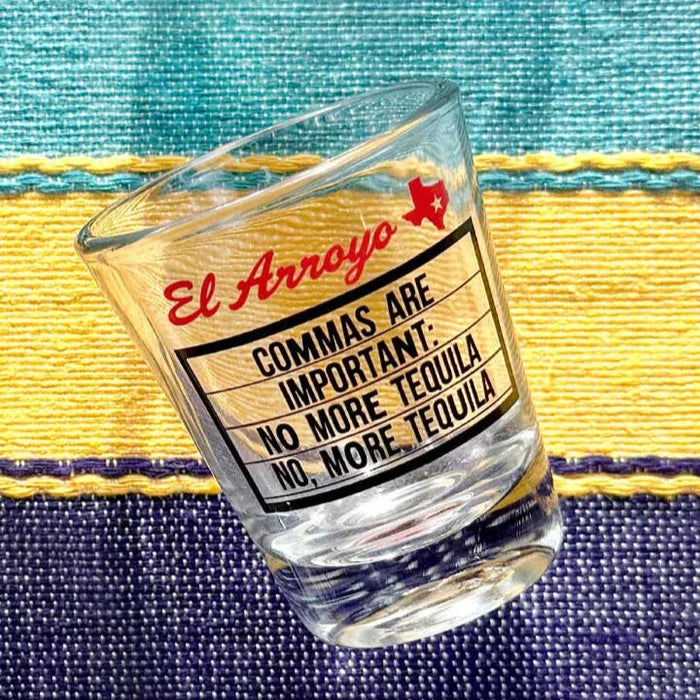 El Arroyo
COMMAS ARE
IMPORTANT:
NO MORE TEQUILA
NO, MORE TEQUILA